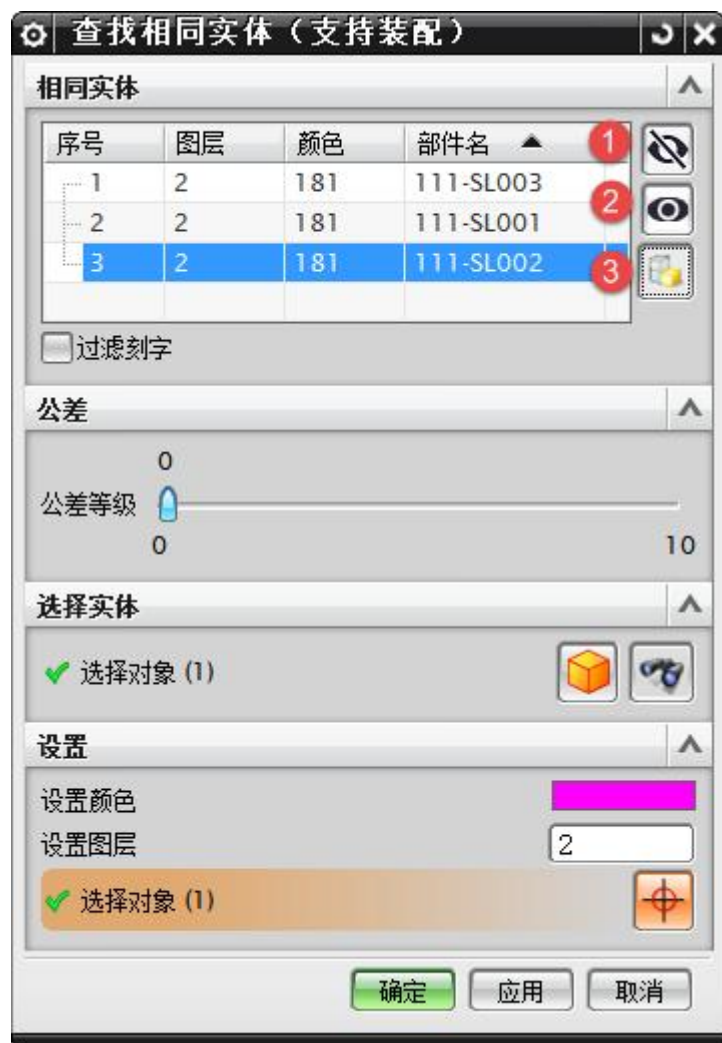 查找相同实体（支持装配）
相同实体
序号 图层 颜色 部件名
1 2 181 111-SL003 1
2 2 181 111-SL001 2
3 2 181 111-SL002 3
过滤刻字
公差
0
公差等级
0 10
选择实体
选择对象 (1)
设置
设置颜色
设置图层 2
选择对象 (1)
确定 应用 取消